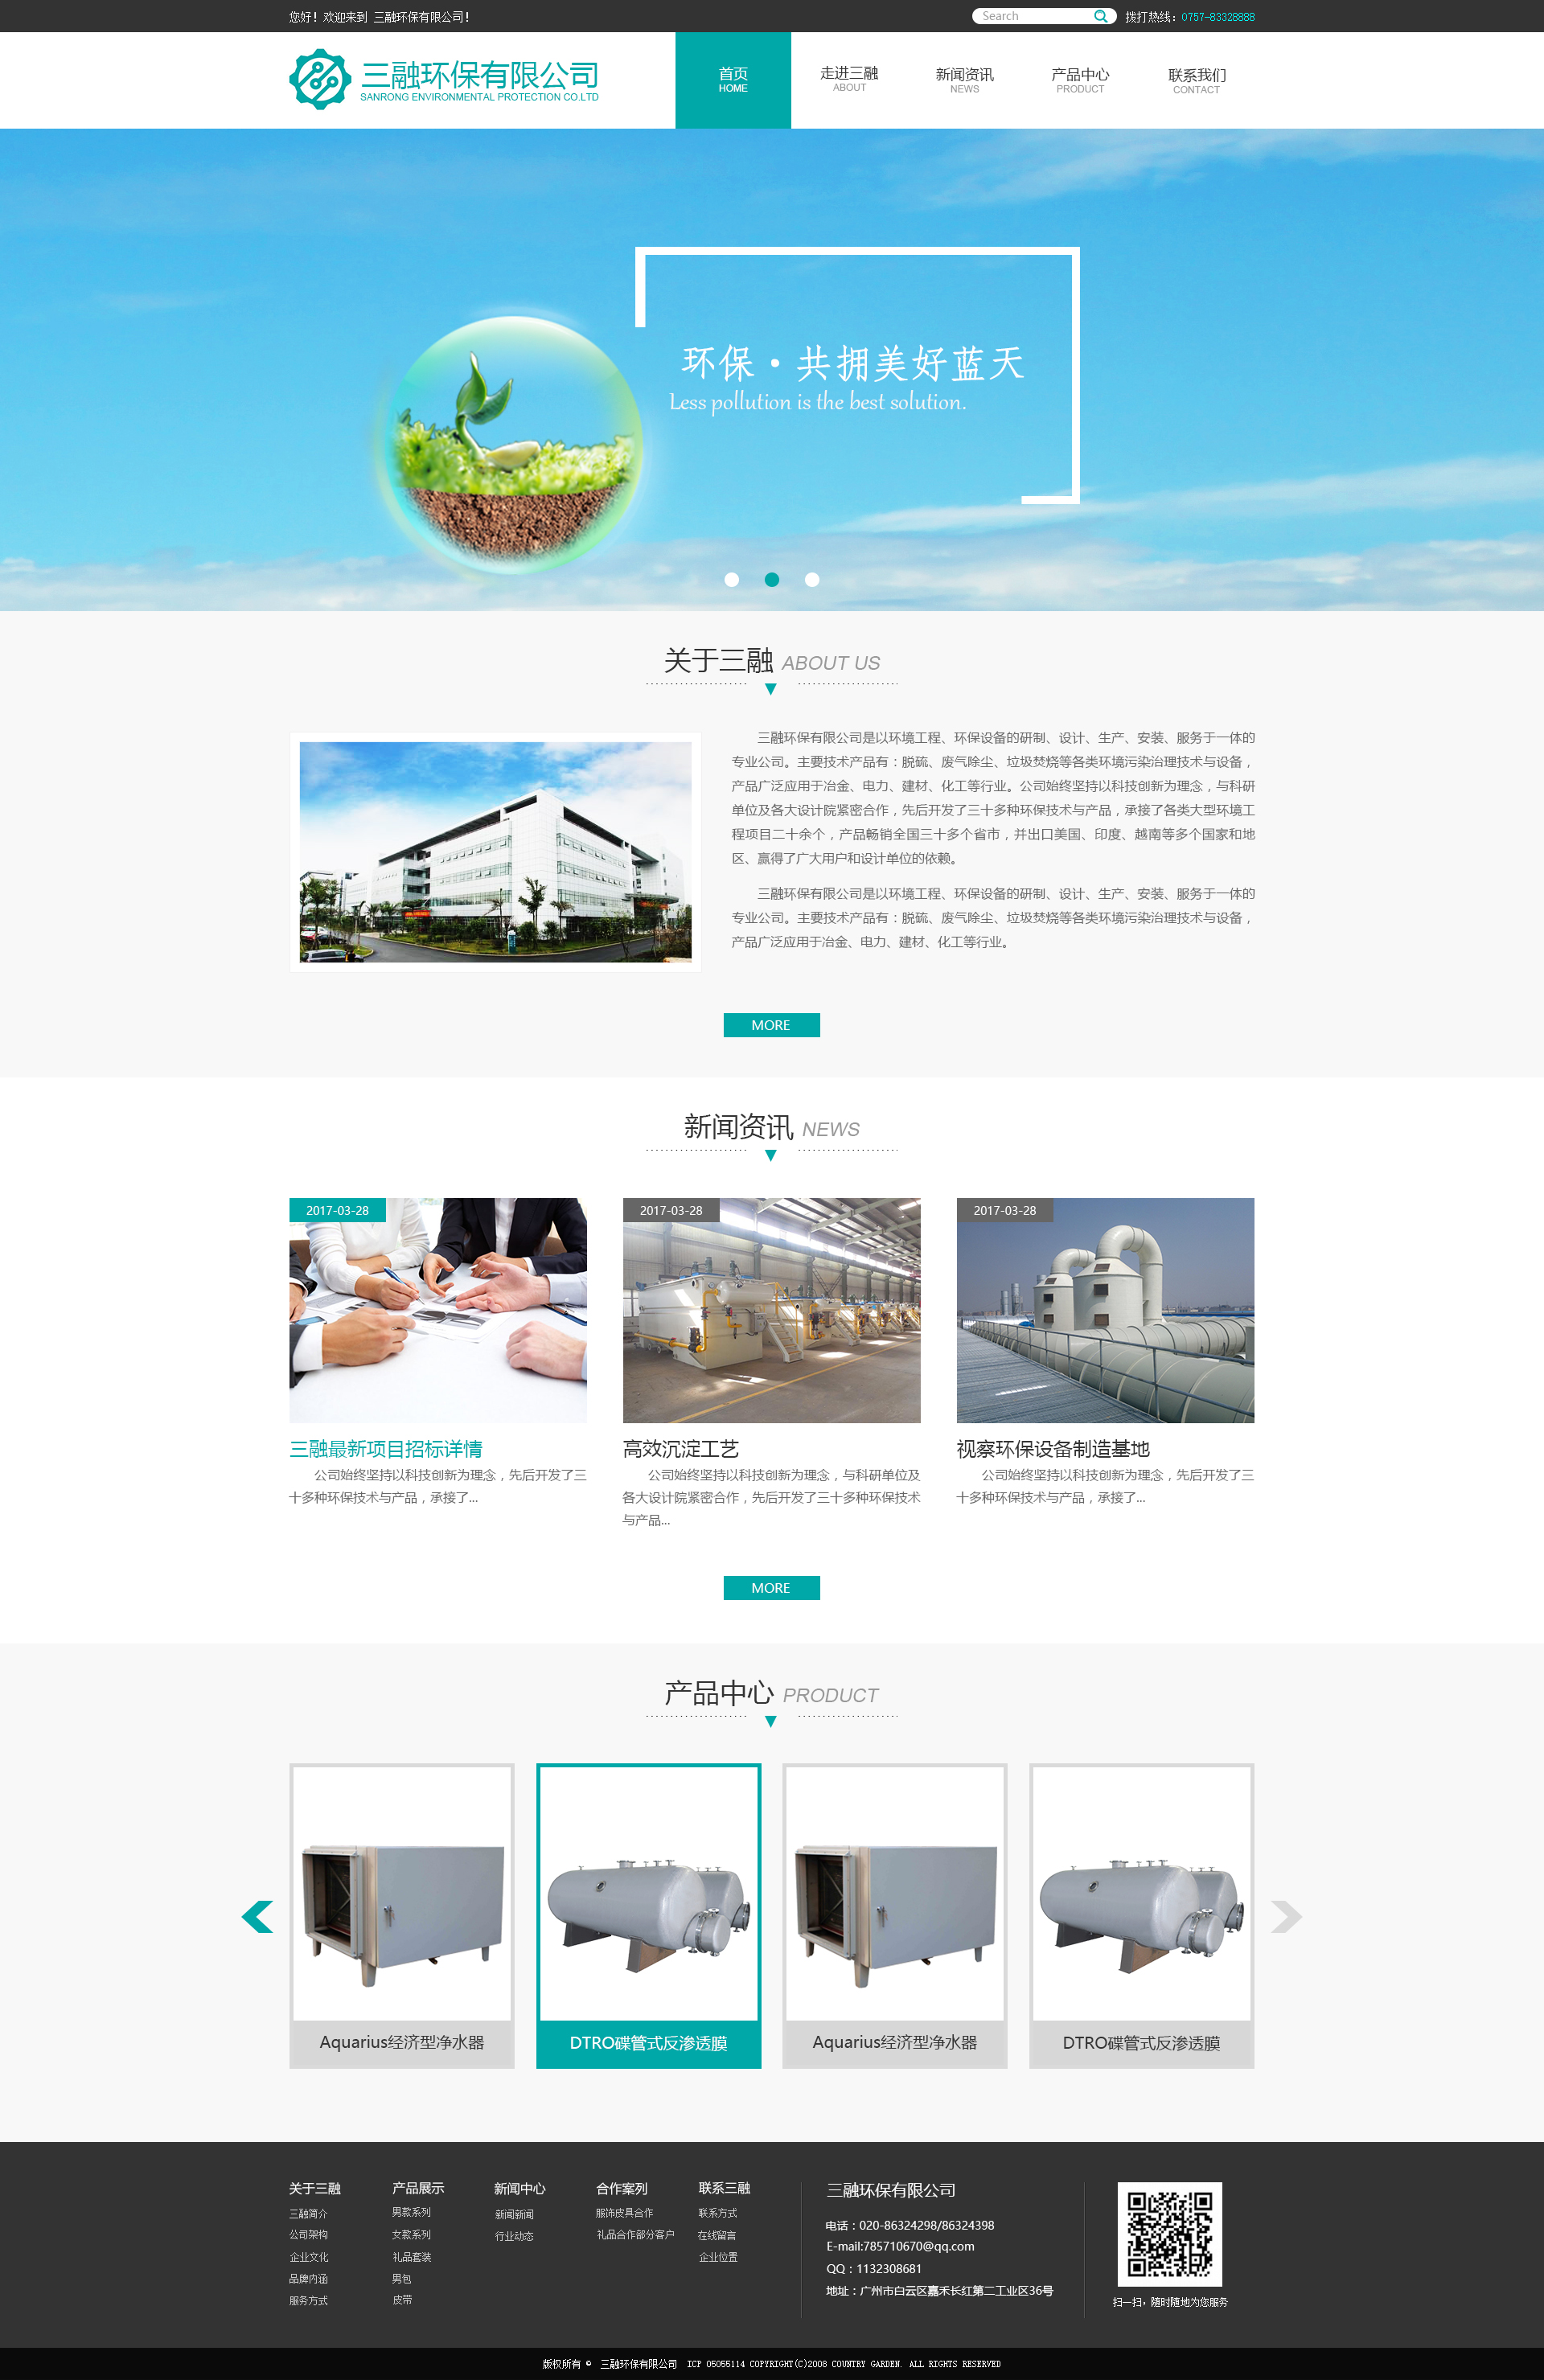 您好！欢迎来到 三融环保有限公司！
Search
拨打热线：0757-83328888
三融环保有限公司
SANRONG ENVIRONMENTAL PROTECTION CO.LTD
首页
HOME
走进三融
ABOUT
新闻资讯
NEWS
产品中心
PRODUCT
联系我们
CONTACT
环保·共拥美好蓝天
Less pollution is the best solution.
关于三融 ABOUT US
三融环保有限公司是以环境工程、环保设备的研制、设计、生产、安装、服务于一体的
专业公司。主要技术产品有：脱硫、废气除尘、垃圾焚烧等各类环境污染治理技术与设备，
产品广泛应用于冶金、电力、建材、化工等行业。公司始终坚持以科技创新为理念，与科研
单位及各大设计院紧密合作，先后开发了三十多种环保技术与产品，承接了各类大型环境工
程项目二十余个，产品畅销全国三十多个省市，并出口美国、印度、越南等多个国家和地
区、赢得了广大用户和设计单位的依赖。
三融环保有限公司是以环境工程、环保设备的研制、设计、生产、安装、服务于一体的
专业公司。主要技术产品有：脱硫、废气除尘、垃圾焚烧等各类环境污染治理技术与设备，
产品广泛应用于冶金、电力、建材、化工等行业。
MORE
新闻资讯 NEWS
2017-03-28
三融最新项目招标详情
公司始终坚持以科技创新为理念，先后开发了三
十多种环保技术与产品，承接了...
2017-03-28
高效沉淀工艺
公司始终坚持以科技创新为理念，与科研单位及
各大设计院紧密合作，先后开发了三十多种环保技术
与产品...
2017-03-28
视察环保设备制造基地
公司始终坚持以科技创新为理念，先后开发了三
十多种环保技术与产品，承接了...
MORE
产品中心 PRODUCT
Aquarius经济型净水器
DTRO碟管式反渗透膜
Aquarius经济型净水器
DTRO碟管式反渗透膜
关于三融
三融简介
公司架构
企业文化
品牌内涵
服务方式
产品展示
男款系列
女款系列
礼品套装
男包
皮带
新闻中心
新闻新闻
行业动态
合作案列
服饰皮具合作
礼品合作部分客户
联系三融
联系方式
在线留言
企业位置
三融环保有限公司
电话：020-86324298/86324398
E-mail:785710670@qq.com
QQ：1132308681
地址：广州市白云区嘉禾长红第二工业区36号
扫一扫，随时随地为您服务
版权所有 © 三融环保有限公司 ICP 05055114 COPYRIGHT(C)2008 COUNTRY GARDEN. ALL RIGHTS RESERVED